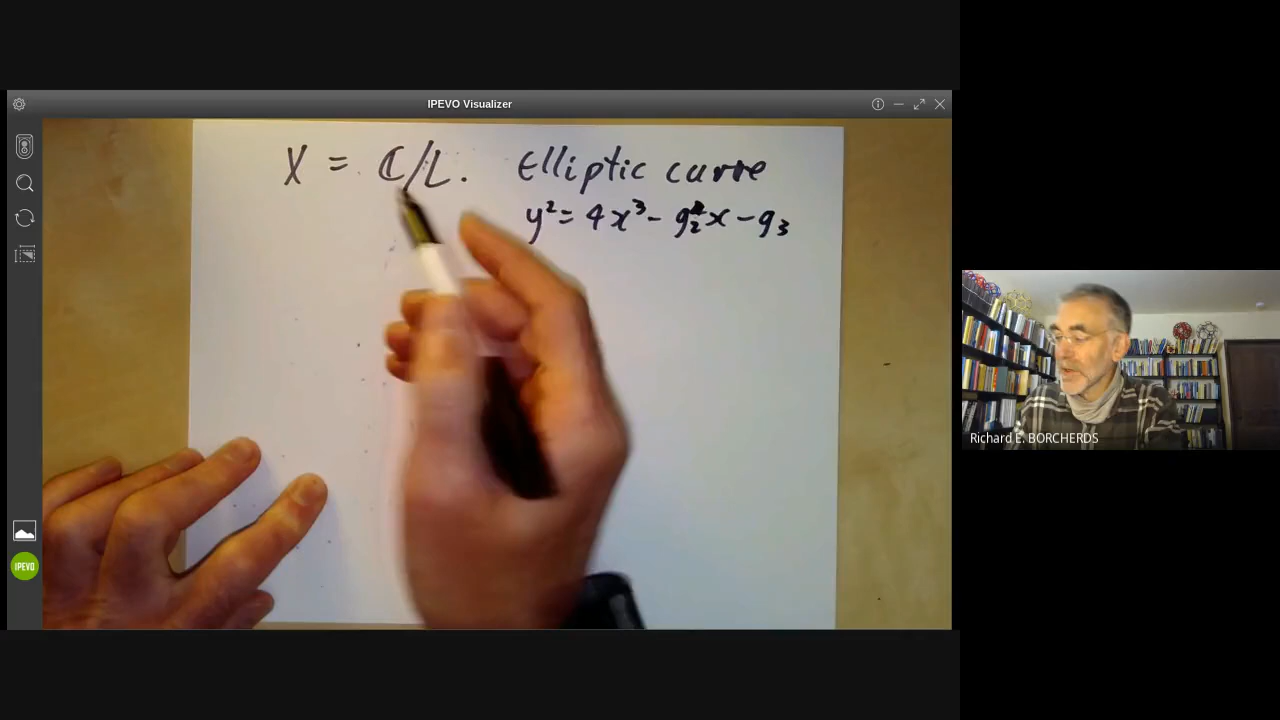 IPEVO Visualizer
X = ℂ/L. Elliptic curve
y² = 4x³ - g₂x - g₃
Richard E. BORCHERDS
IPEVO